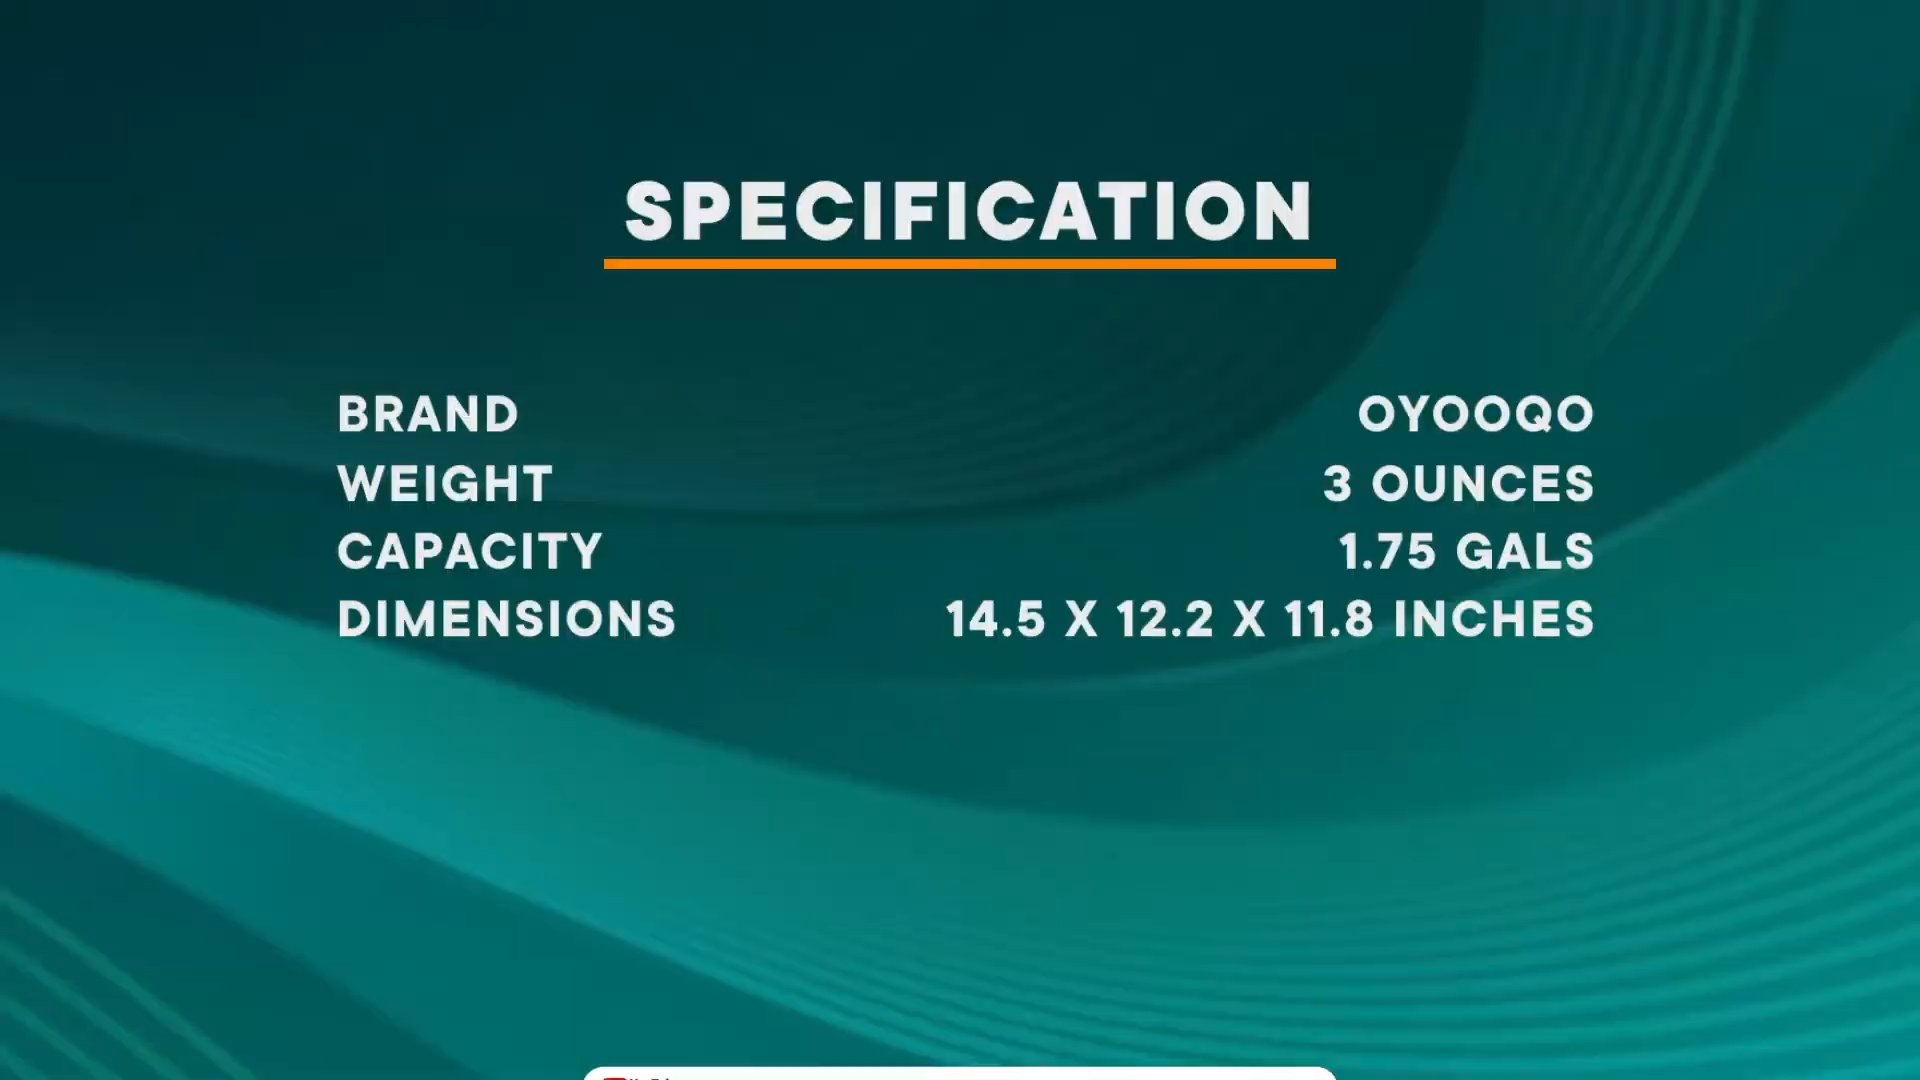 SPECIFICATION
BRAND OYOOQO
WEIGHT 3 OUNCES
CAPACITY 1.75 GALS
DIMENSIONS 14.5 X 12.2 X 11.8 INCHES